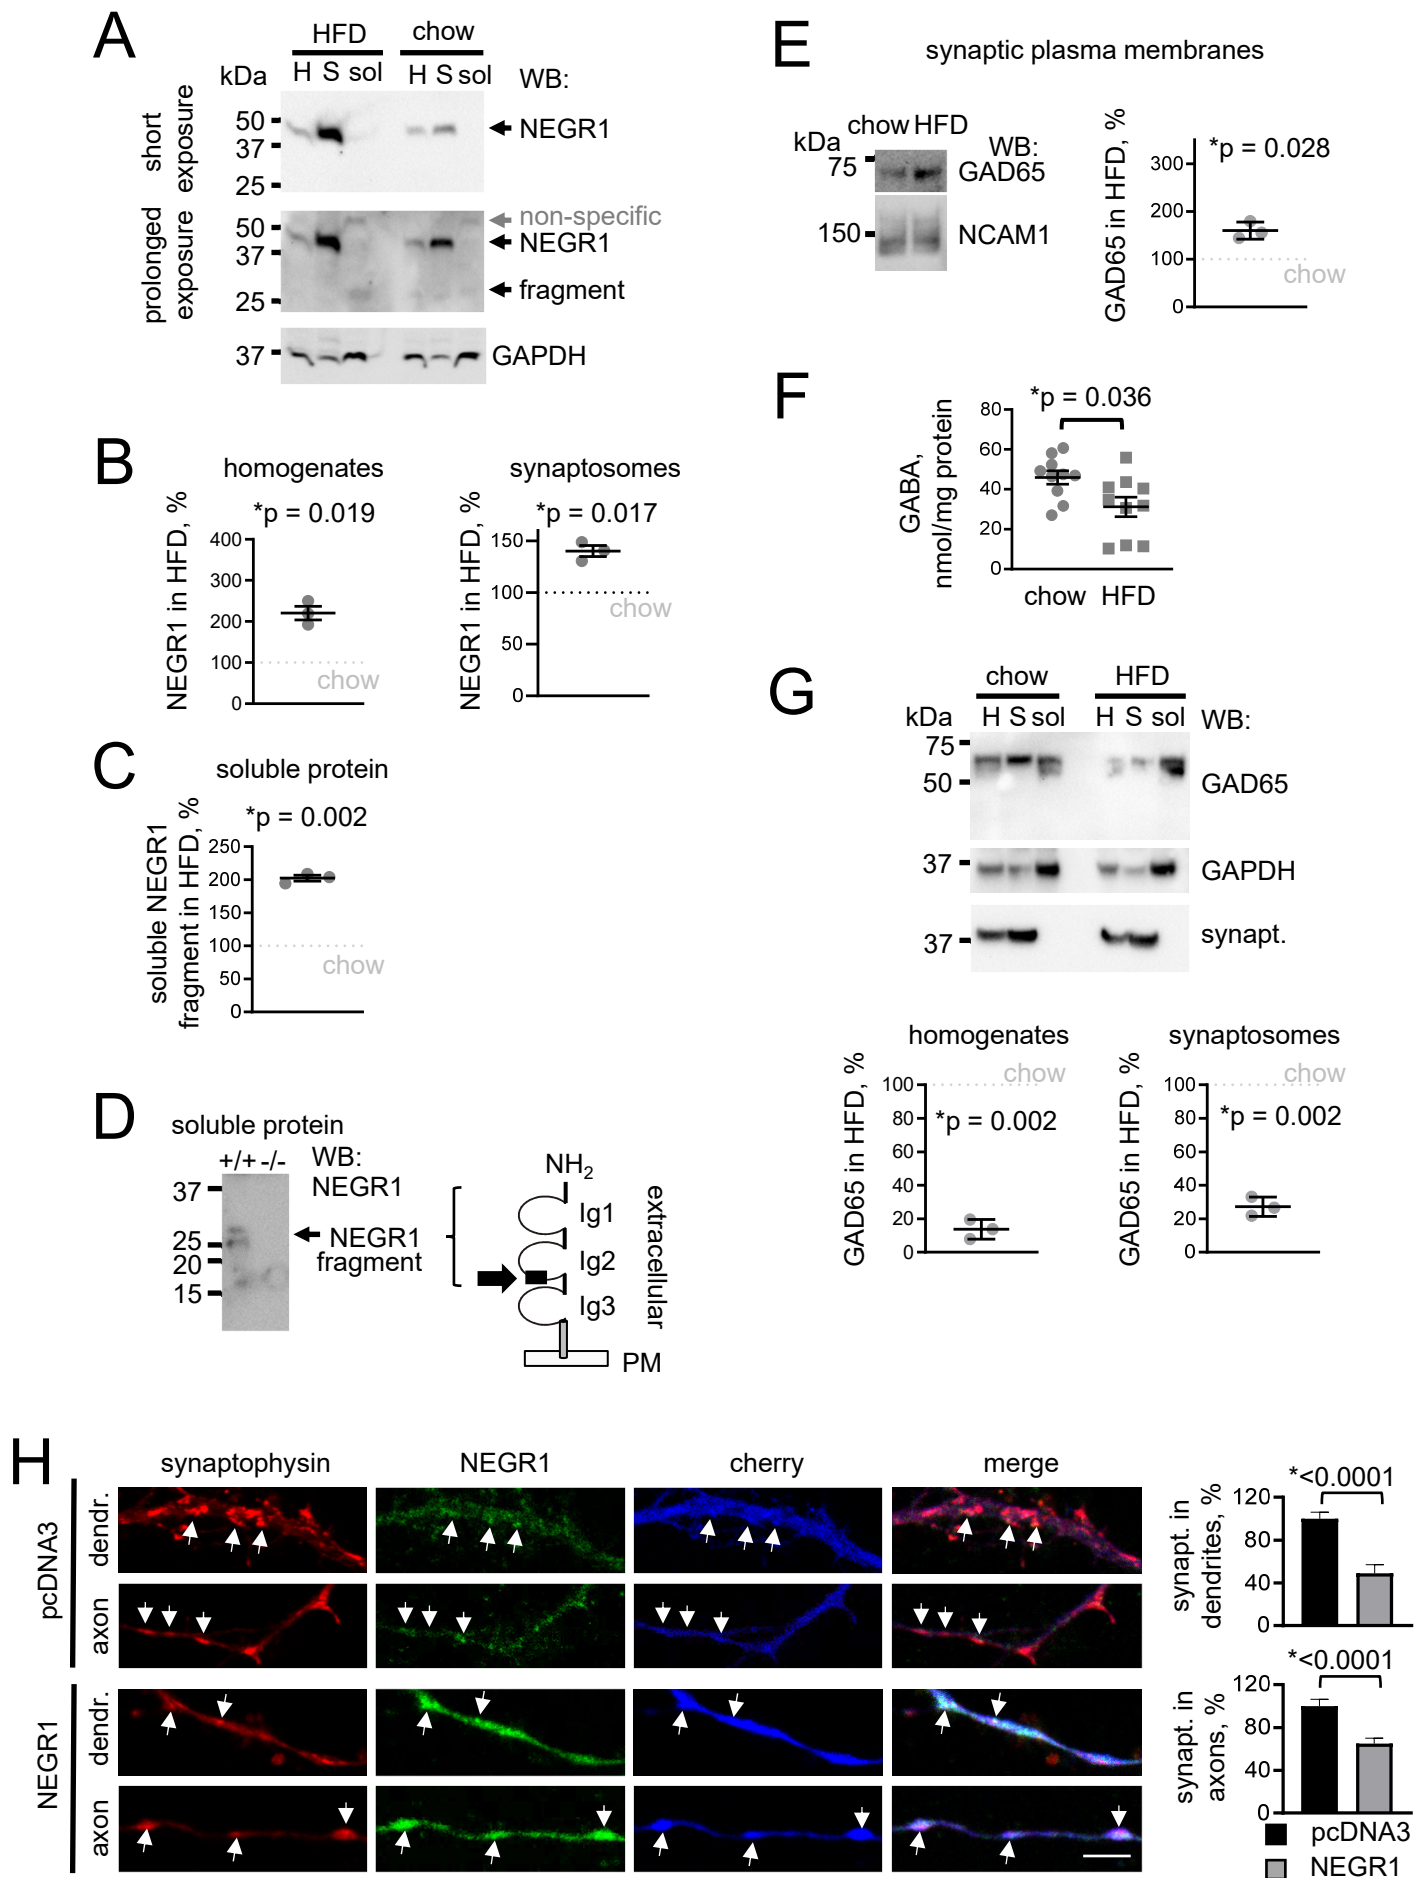 A
HFD
chow
kDa
H S sol
H S sol
WB:
short
exposure
50
37
25
NEGR1
prolonged
exposure
50
37
25
non-specific
NEGR1
fragment
37
GAPDH
B
homogenates
*p = 0.019
NEGR1 in HFD, %
400
300
200
100
0
chow
synaptosomes
*p = 0.017
NEGR1 in HFD, %
150
100
50
0
chow
C
soluble protein
*p = 0.002
soluble NEGR1
fragment in HFD, %
250
200
150
100
50
0
chow
D
soluble protein
+/+ -/-
WB:
NEGR1
37
25
20
15
NEGR1
fragment
NH2
Ig1
Ig2
Ig3
extracellular
PM
E
synaptic plasma membranes
chow HFD
kDa
WB:
75
GAD65
150
NCAM1
GAD65 in HFD, %
*p = 0.028
300
200
100
0
chow
F
*p = 0.036
GABA,
nmol/mg protein
80
60
40
20
0
chow HFD
G
chow
HFD
kDa
H S sol
H S sol
WB:
75
50
GAD65
37
GAPDH
37
synapt.
homogenates
chow
GAD65 in HFD, %
100
80
60
40
20
0
*p = 0.002
synaptosomes
chow
GAD65 in HFD, %
100
80
60
40
20
0
*p = 0.002
H
synaptophysin
NEGR1
cherry
merge
pcDNA3
dendr.
axon
NEGR1
dendr.
axon
*<0.0001
synapt. in
dendrites, %
120
80
40
0
*<0.0001
synapt. in
axons, %
120
80
40
0
pcDNA3
NEGR1